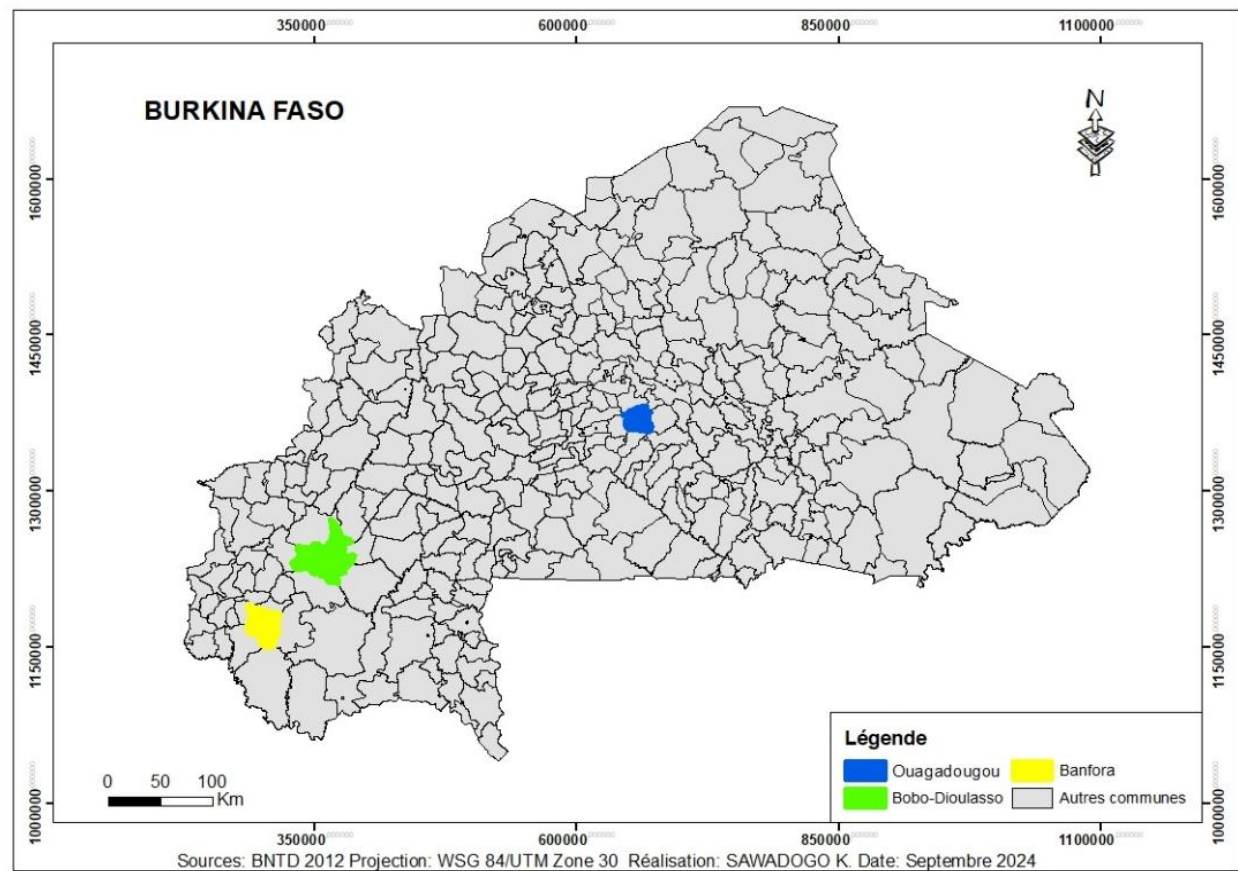 350000 600000 850000 1100000
BURKINA FASO
N
1600000 1600000
1450000 1450000
1300000 1300000
1150000 1150000
1000000 1000000
Légende
Ouagadougou Banfora
Bobo-Dioulasso Autres communes
0 50 100
Km
350000 600000 850000 1100000
Sources: BNTD 2012 Projection: WSG 84/UTM Zone 30 Réalisation: SAWADOGO K. Date: Septembre 2024